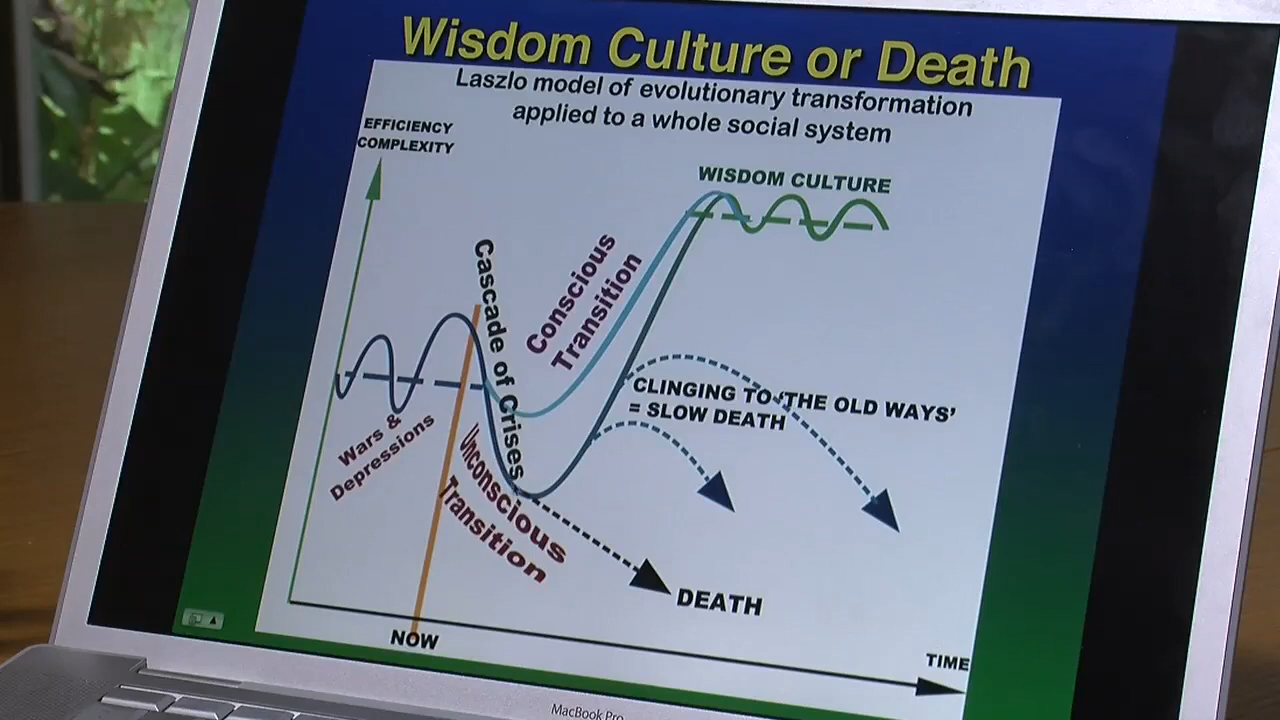 Wisdom Culture or Death
Laszlo model of evolutionary transformation
applied to a whole social system
EFFICIENCY
COMPLEXITY
WISDOM CULTURE
Conscious
Transition
Cascade of Crises
CLINGING TO 'THE OLD WAYS'
= SLOW DEATH
Wars &
Depressions
Unconscious
Transition
DEATH
NOW
TIME
MacBook Pro